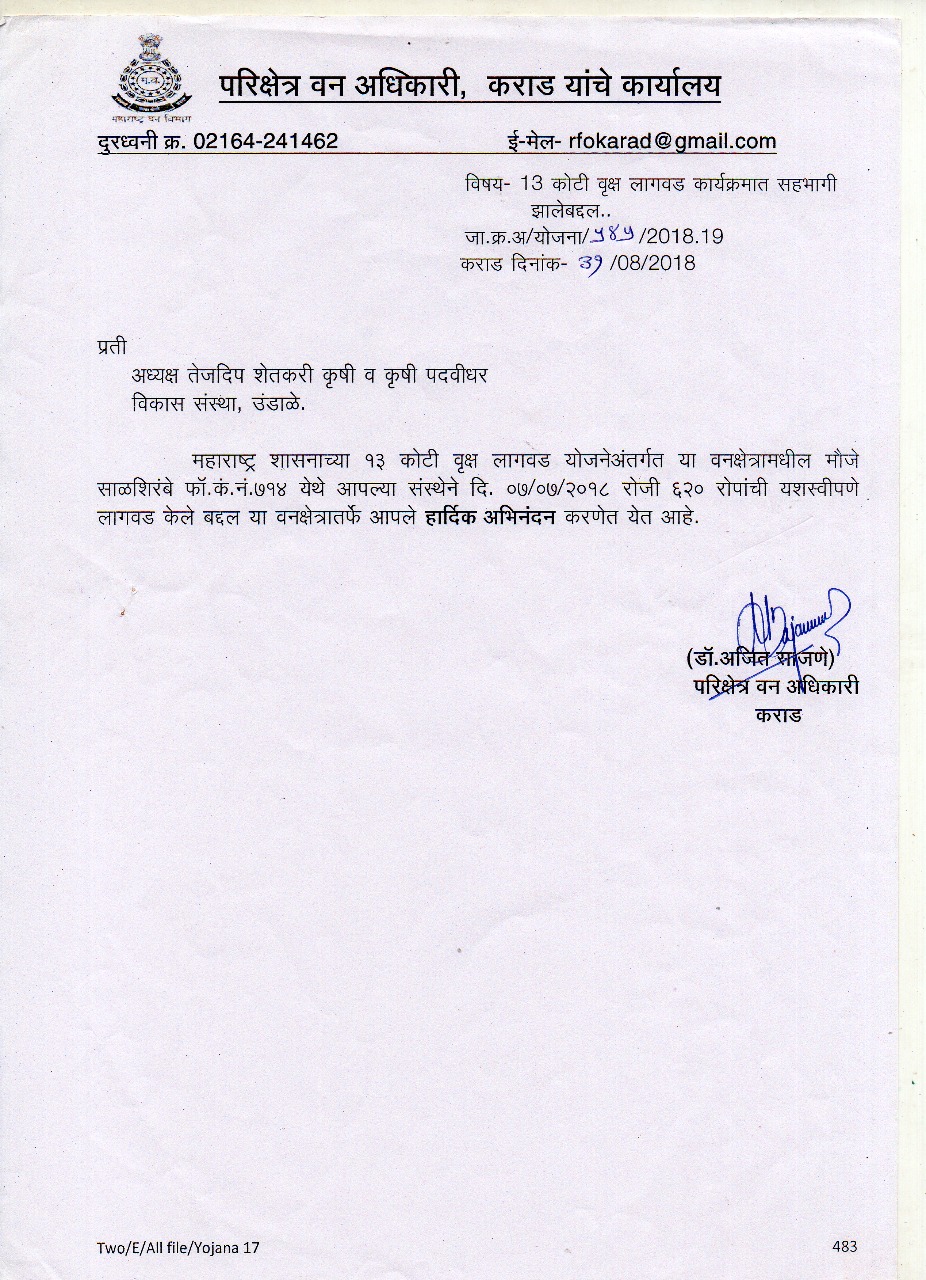 परिक्षेत्र वन अधिकारी, कराड यांचे कार्यालय
म.व.
महाराष्ट्र वन विभाग
दुरध्वनी क्र. 02164-241462 ई-मेल- rfokarad@gmail.com
विषय- 13 कोटी वृक्ष लागवड कार्यक्रमात सहभागी
झालेबद्दल..
जा.क्र.अ/योजना/५४५/2018.19
कराड दिनांक- ३१/08/2018
प्रती
अध्यक्ष तेजदिप शेतकरी कृषी व कृषी पदवीधर
विकास संस्था, उंडाळे.
महाराष्ट्र शासनाच्या १३ कोटी वृक्ष लागवड योजनेअंतर्गत या वनक्षेत्रामधील मौजे
साळशिरंबे फॉ.कं.नं.७१४ येथे आपल्या संस्थेने दि. ०७/०७/२०१८ रोजी ६२० रोपांची यशस्वीपणे
लागवड केले बद्दल या वनक्षेत्रातर्फे आपले हार्दिक अभिनंदन करणेत येत आहे.
(डॉ.अजित साजणे)
परिक्षेत्र वन अधिकारी
कराड
Two/E/All file/Yojana 17 483